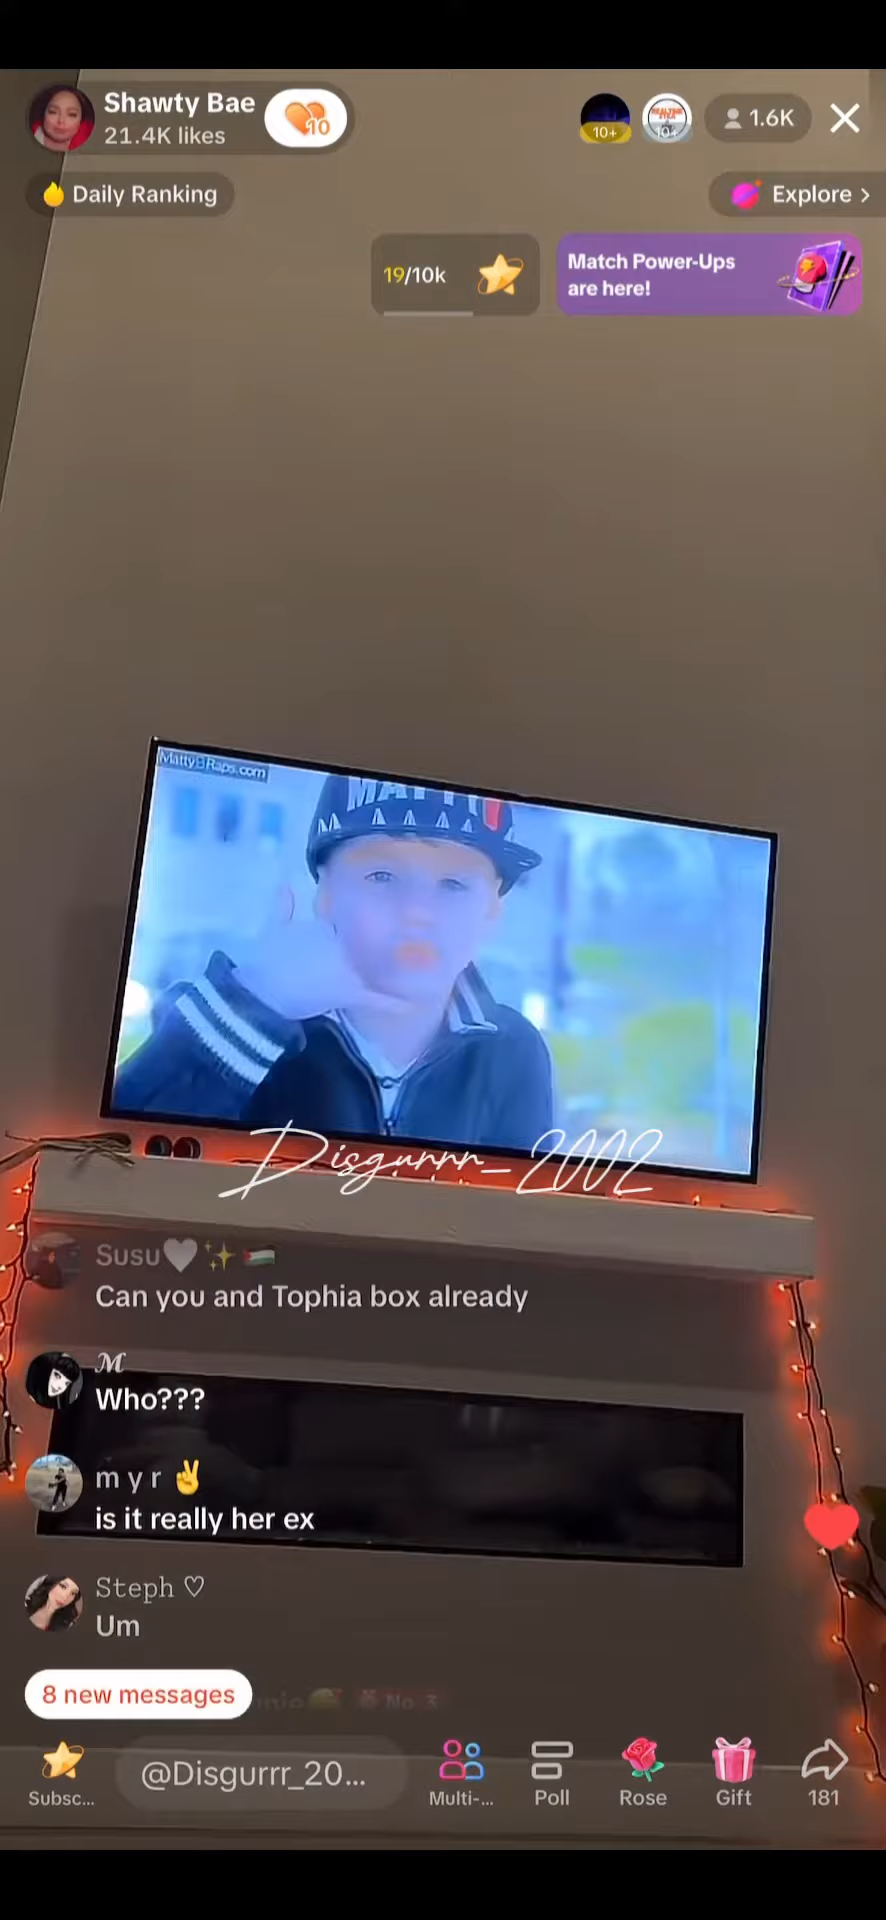 Shawty Bae
21.4K likes
10
10+
10+
1.6K
Daily Ranking
Explore >
19/10k
Match Power-Ups
are here!
MattyBRaps.com
Disgurrr_2002
Susu🤍✨🇵🇸
Can you and Tophia box already
ℳ
Who???
m y r ✌️
is it really her ex
Steph ♡
Um
8 new messages
No. 3
Subsc...
@Disgurrr_20...
Multi-...
Poll
Rose
Gift
181